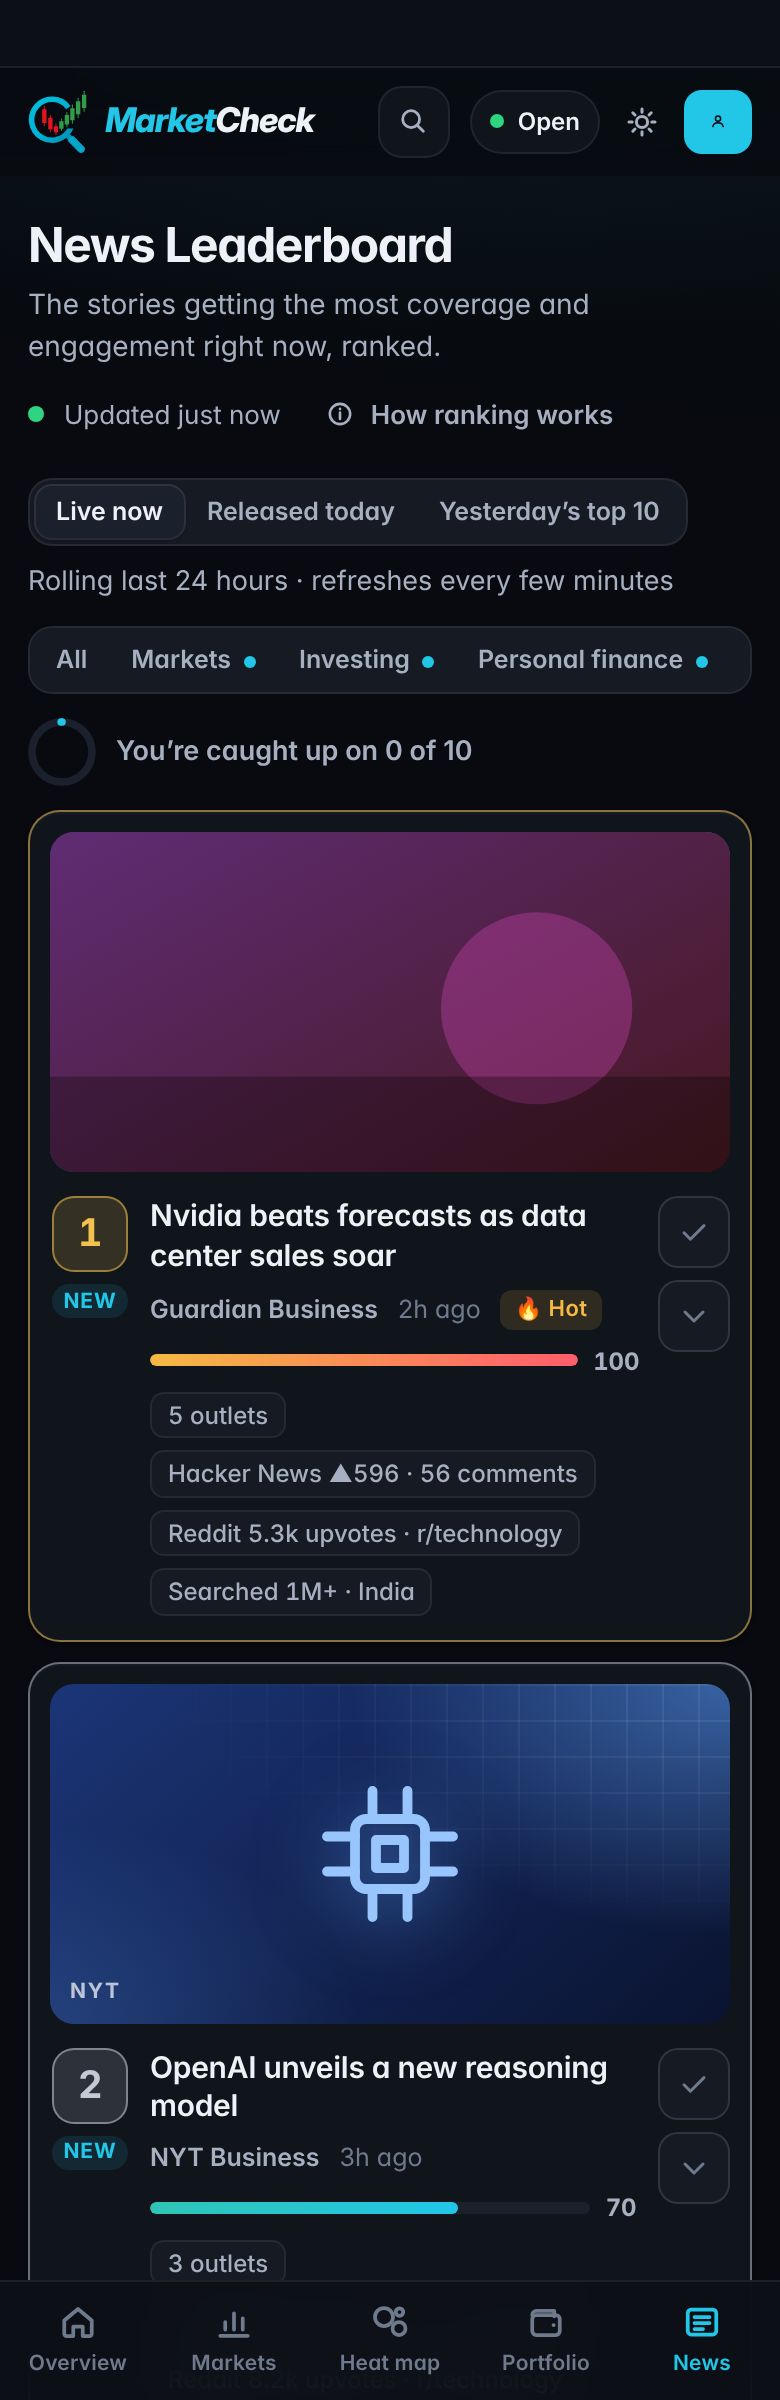 MarketCheck
Open
News Leaderboard
The stories getting the most coverage and
engagement right now, ranked.
Updated just now
How ranking works
Live now
Released today
Yesterday’s top 10
Rolling last 24 hours · refreshes every few minutes
All
Markets
Investing
Personal finance
You’re caught up on 0 of 10
1
Nvidia beats forecasts as data
center sales soar
NEW
Guardian Business 2h ago 🔥 Hot
100
5 outlets
Hacker News ▲596 · 56 comments
Reddit 5.3k upvotes · r/technology
Searched 1M+ · India
NYT
2
OpenAI unveils a new reasoning
model
NEW
NYT Business 3h ago
70
3 outlets
Reddit 8.2k upvotes · r/technology
Overview
Markets
Heat map
Portfolio
News